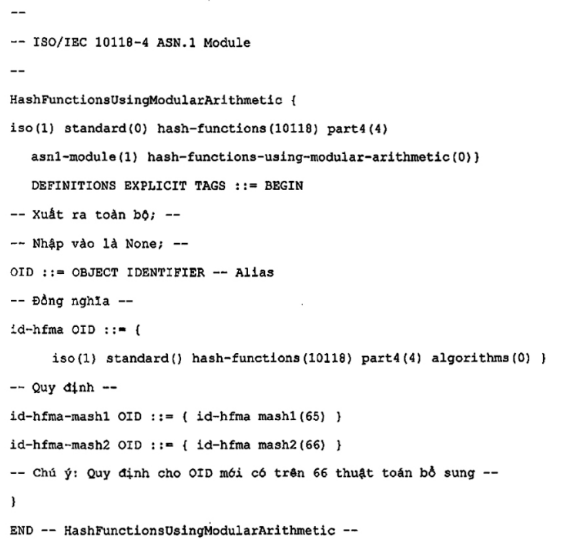 --
-- ISO/IEC 10118-4 ASN.1 Module
--
HashFunctionsUsingModularArithmetic {
iso(1) standard(0) hash-functions(10118) part4(4)
asn1-module(1) hash-functions-using-modular-arithmetic(0)}
DEFINITIONS EXPLICIT TAGS ::= BEGIN
-- Xuất ra toàn bộ; --
-- Nhập vào là None; --
OID ::= OBJECT IDENTIFIER -- Alias
-- Đồng nghĩa --
id-hfma OID ::= {
iso(1) standard() hash-functions(10118) part4(4) algorithms(0) }
-- Quy định --
id-hfma-mash1 OID ::= { id-hfma mash1(65) }
id-hfma-mash2 OID ::= { id-hfma mash2(66) }
-- Chú ý: Quy định cho OID mới có trên 66 thuật toán bổ sung --
}
END -- HashFunctionsUsingModularArithmetic --